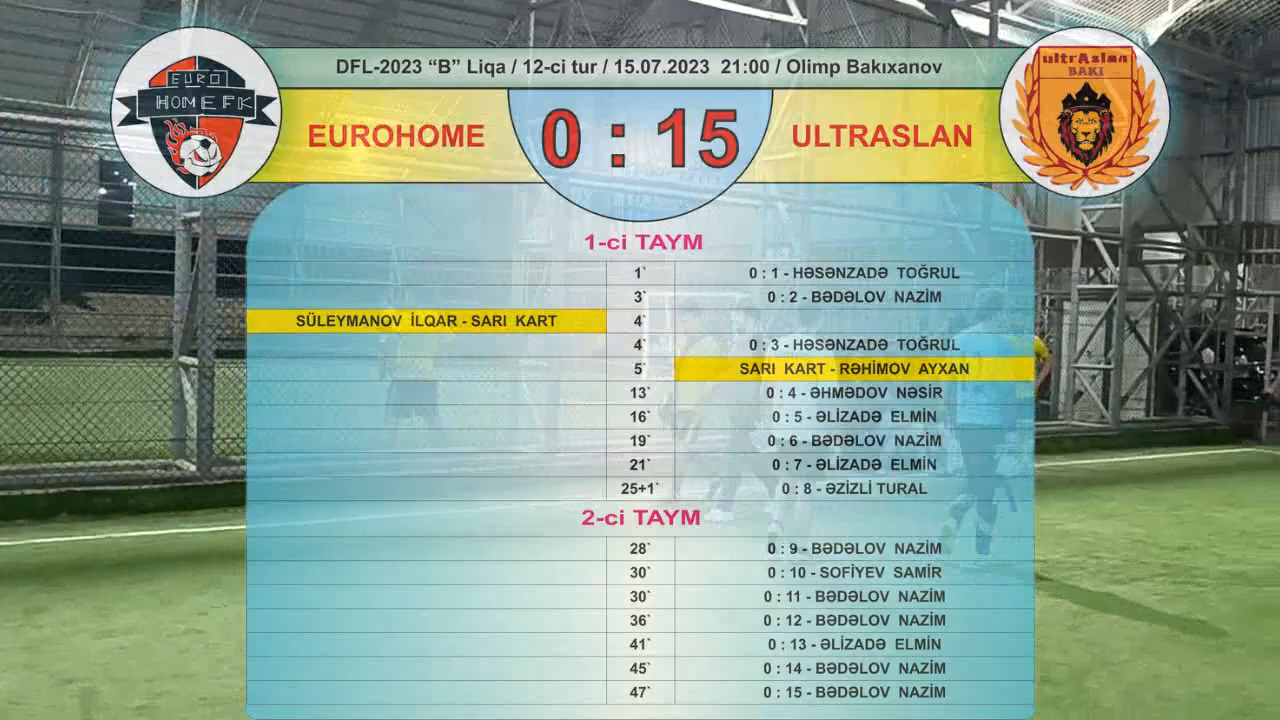 DFL-2023 “B” Liqa / 12-ci tur / 15.07.2023 21:00 / Olimp Bakıxanov
EURO
HOME FK
EUROHOME 0 : 15 ULTRASLAN
ultrAslan
BAKI
1-ci TAYM
1` 0 : 1 - HƏSƏNZADƏ TOĞRUL
3` 0 : 2 - BƏDƏLOV NAZİM
SÜLEYMANOV İLQAR - SARI KART 4`
4` 0 : 3 - HƏSƏNZADƏ TOĞRUL
5` SARI KART - RƏHİMOV AYXAN
13` 0 : 4 - ƏHMƏDOV NƏSİR
16` 0 : 5 - ƏLİZADƏ ELMİN
19` 0 : 6 - BƏDƏLOV NAZİM
21` 0 : 7 - ƏLİZADƏ ELMİN
25+1` 0 : 8 - ƏZİZLİ TURAL
2-ci TAYM
28` 0 : 9 - BƏDƏLOV NAZİM
30` 0 : 10 - SOFİYEV SAMİR
30` 0 : 11 - BƏDƏLOV NAZİM
36` 0 : 12 - BƏDƏLOV NAZİM
41` 0 : 13 - ƏLİZADƏ ELMİN
45` 0 : 14 - BƏDƏLOV NAZİM
47` 0 : 15 - BƏDƏLOV NAZİM